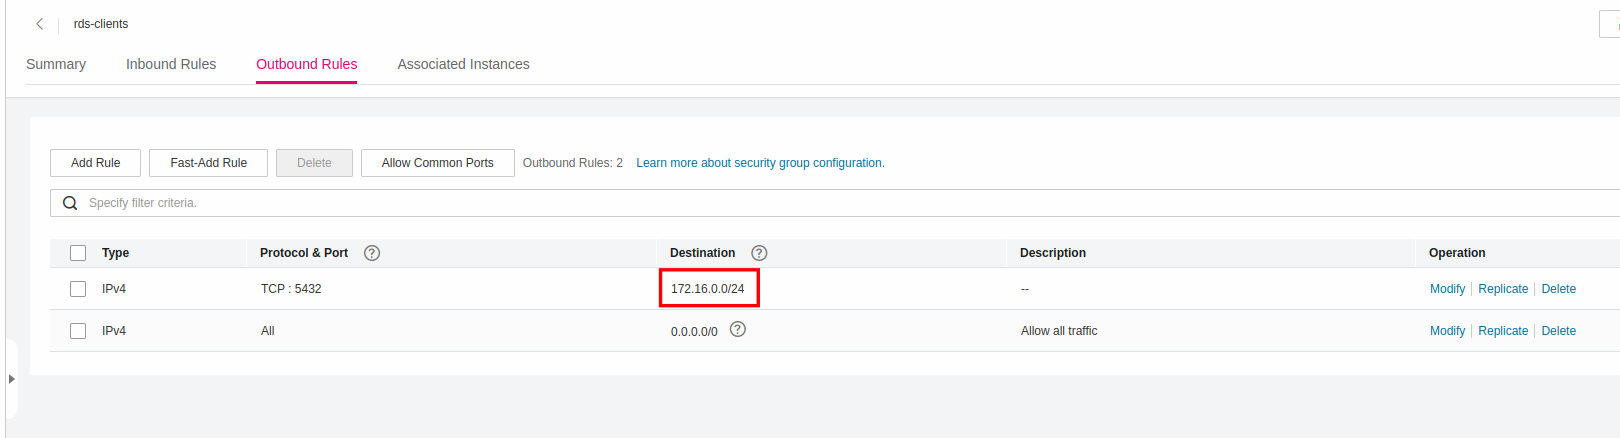 rds-clients
Summary Inbound Rules Outbound Rules Associated Instances
Add Rule Fast-Add Rule Delete Allow Common Ports Outbound Rules: 2 Learn more about security group configuration.
Specify filter criteria.
Type Protocol & Port ? Destination ? Description Operation
IPv4 TCP : 5432 172.16.0.0/24 -- Modify Replicate Delete
IPv4 All 0.0.0.0/0 ? Allow all traffic Modify Replicate Delete